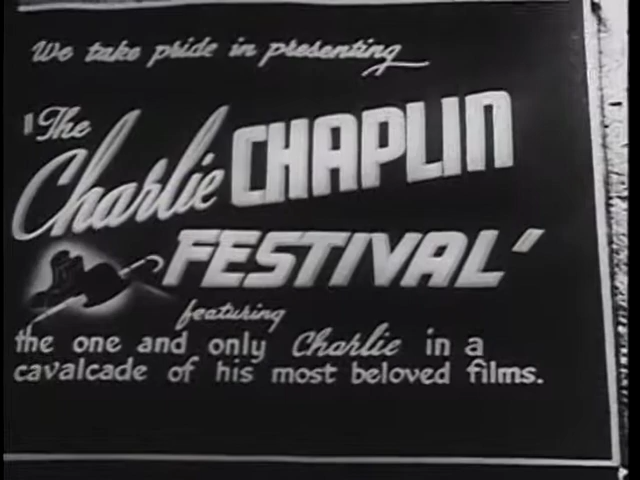 We take pride in presenting
"The
Charlie CHAPLIN
FESTIVAL"
featuring
the one and only Charlie in a
cavalcade of his most beloved films.